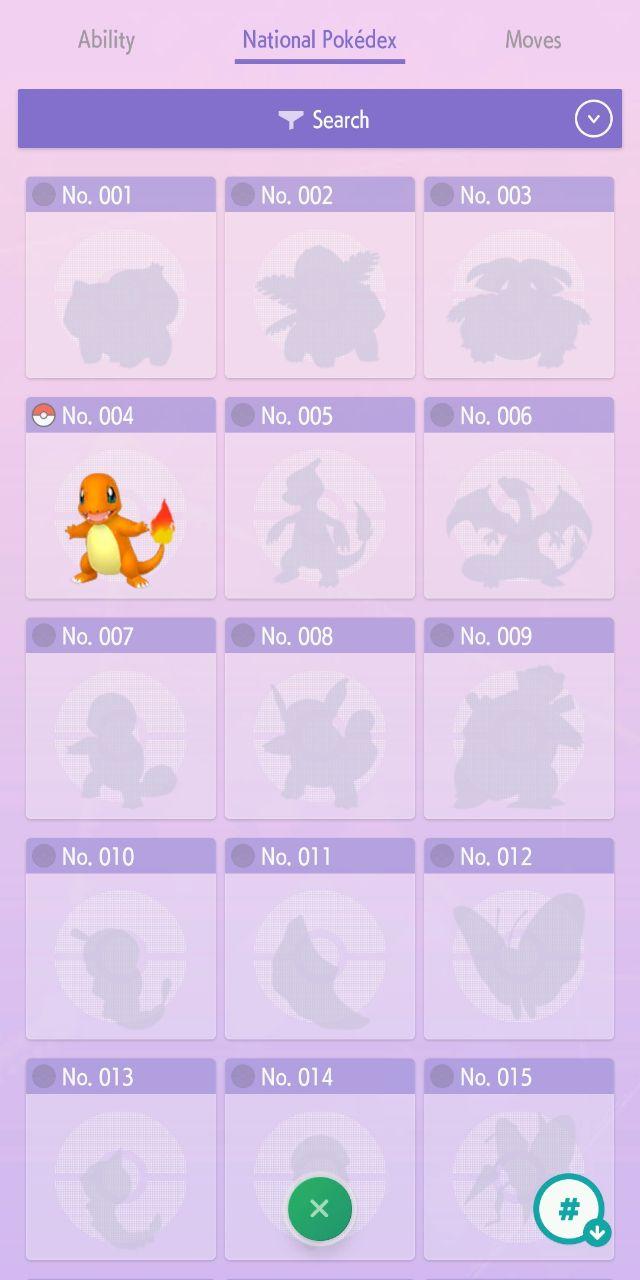 Ability National Pokédex Moves
Search
No. 001 No. 002 No. 003
No. 004 No. 005 No. 006
No. 007 No. 008 No. 009
No. 010 No. 011 No. 012
No. 013 No. 014 No. 015
#